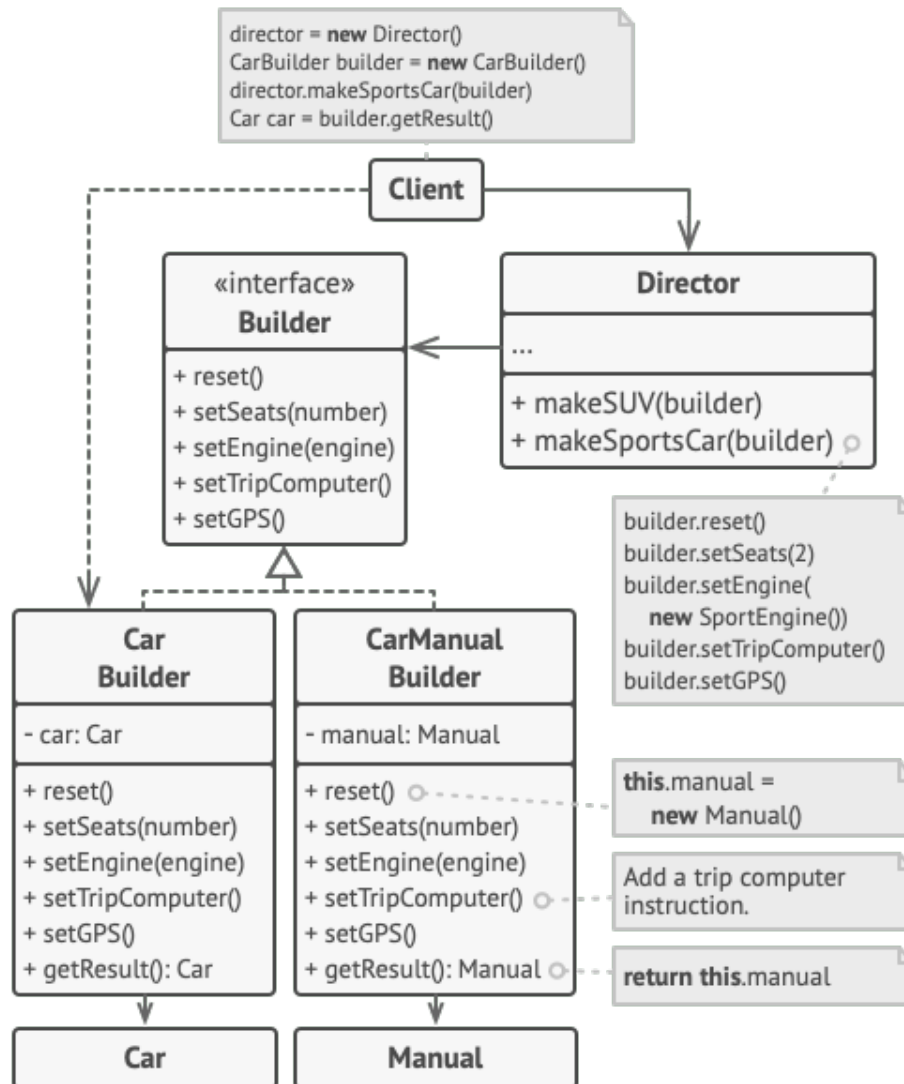 director = new Director()
CarBuilder builder = new CarBuilder()
director.makeSportsCar(builder)
Car car = builder.getResult()
Client
«interface»
Builder
+ reset()
+ setSeats(number)
+ setEngine(engine)
+ setTripComputer()
+ setGPS()
Director
...
+ makeSUV(builder)
+ makeSportsCar(builder)
builder.reset()
builder.setSeats(2)
builder.setEngine(
new SportEngine())
builder.setTripComputer()
builder.setGPS()
Car
Builder
- car: Car
+ reset()
+ setSeats(number)
+ setEngine(engine)
+ setTripComputer()
+ setGPS()
+ getResult(): Car
CarManual
Builder
- manual: Manual
+ reset()
+ setSeats(number)
+ setEngine(engine)
+ setTripComputer()
+ setGPS()
+ getResult(): Manual
this.manual =
new Manual()
Add a trip computer
instruction.
return this.manual
Car
Manual